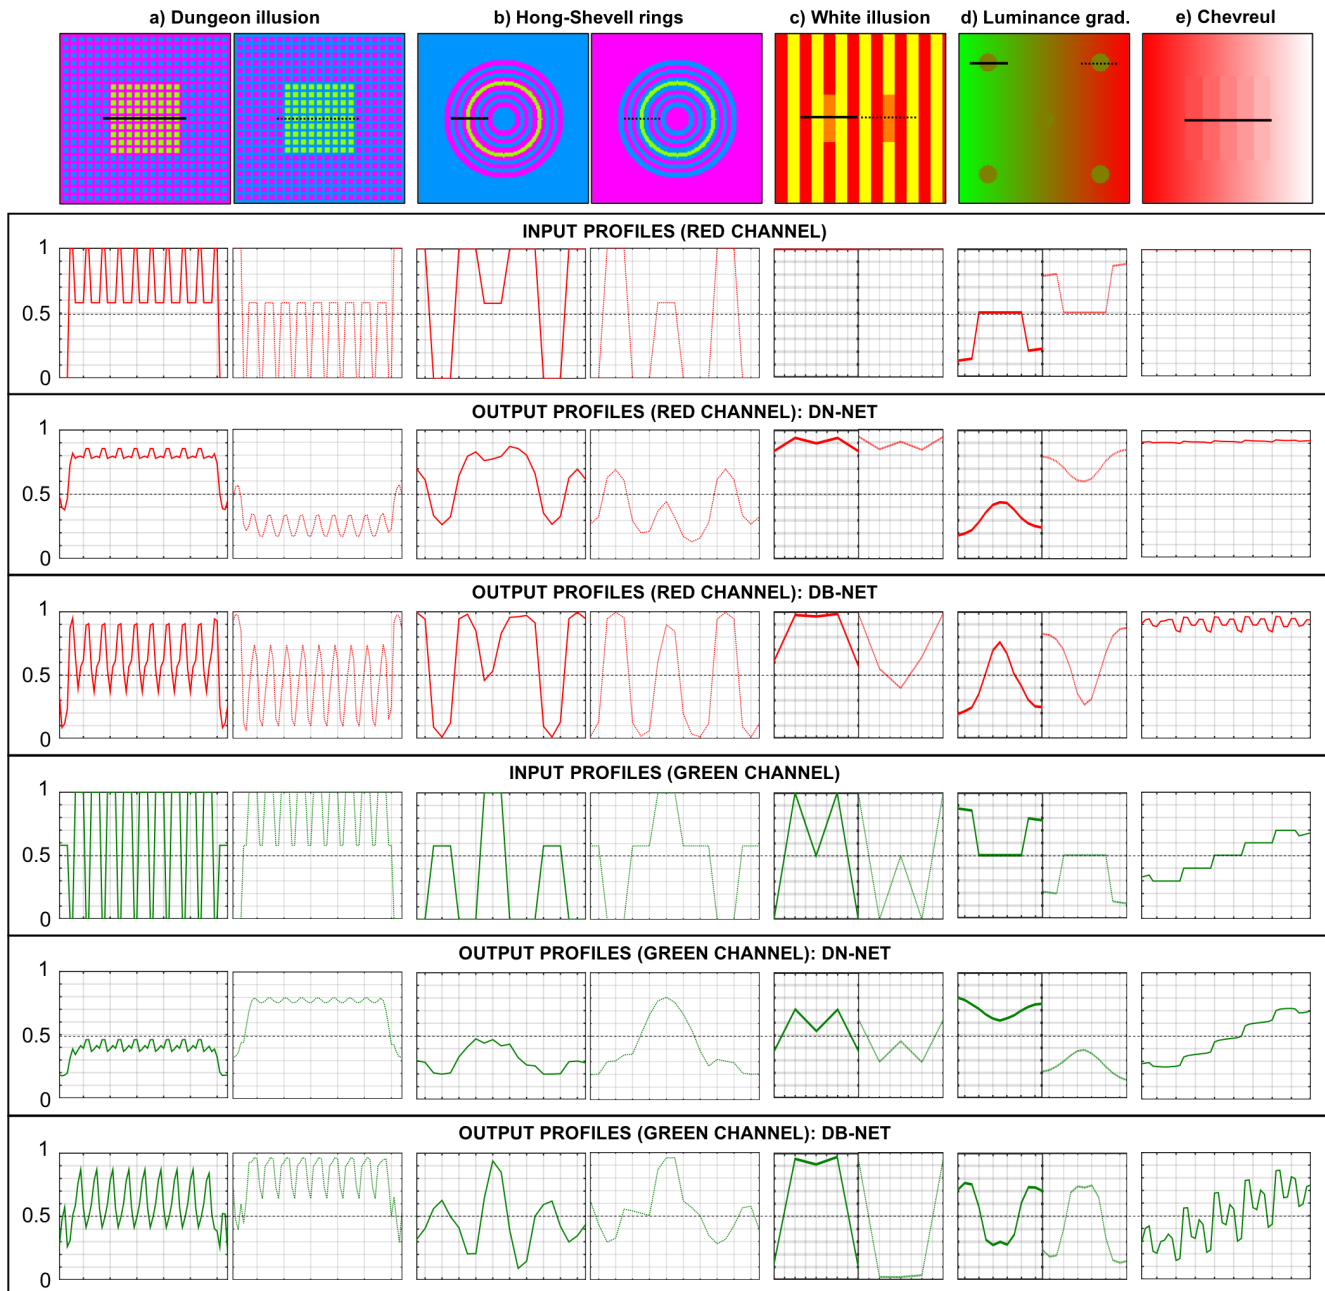 a) Dungeon illusion b) Hong-Shevell rings c) White illusion d) Luminance grad. e) Chevreul
INPUT PROFILES (RED CHANNEL)
1
0.5
0
OUTPUT PROFILES (RED CHANNEL): DN-NET
1
0.5
0
OUTPUT PROFILES (RED CHANNEL): DB-NET
1
0.5
0
INPUT PROFILES (GREEN CHANNEL)
1
0.5
0
OUTPUT PROFILES (GREEN CHANNEL): DN-NET
1
0.5
0
OUTPUT PROFILES (GREEN CHANNEL): DB-NET
1
0.5
0